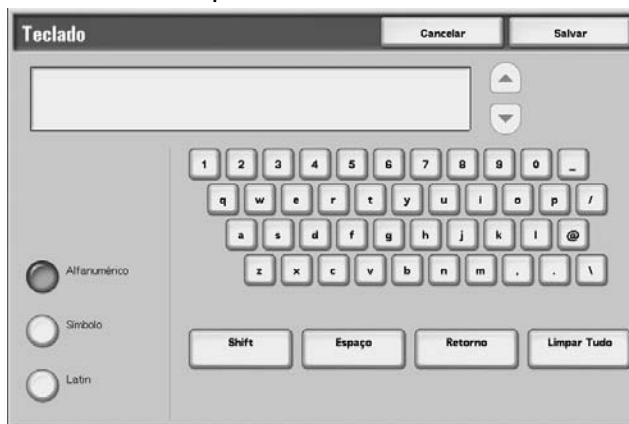 Teclado Cancelar Salvar
1 2 3 4 5 6 7 8 9 0 _
q w e r t y u i o p /
a s d f g h j k l @
z x c v b n m , . \
Alfanumérico
Símbolo
Latin
Shift Espaço Retorno Limpar Tudo